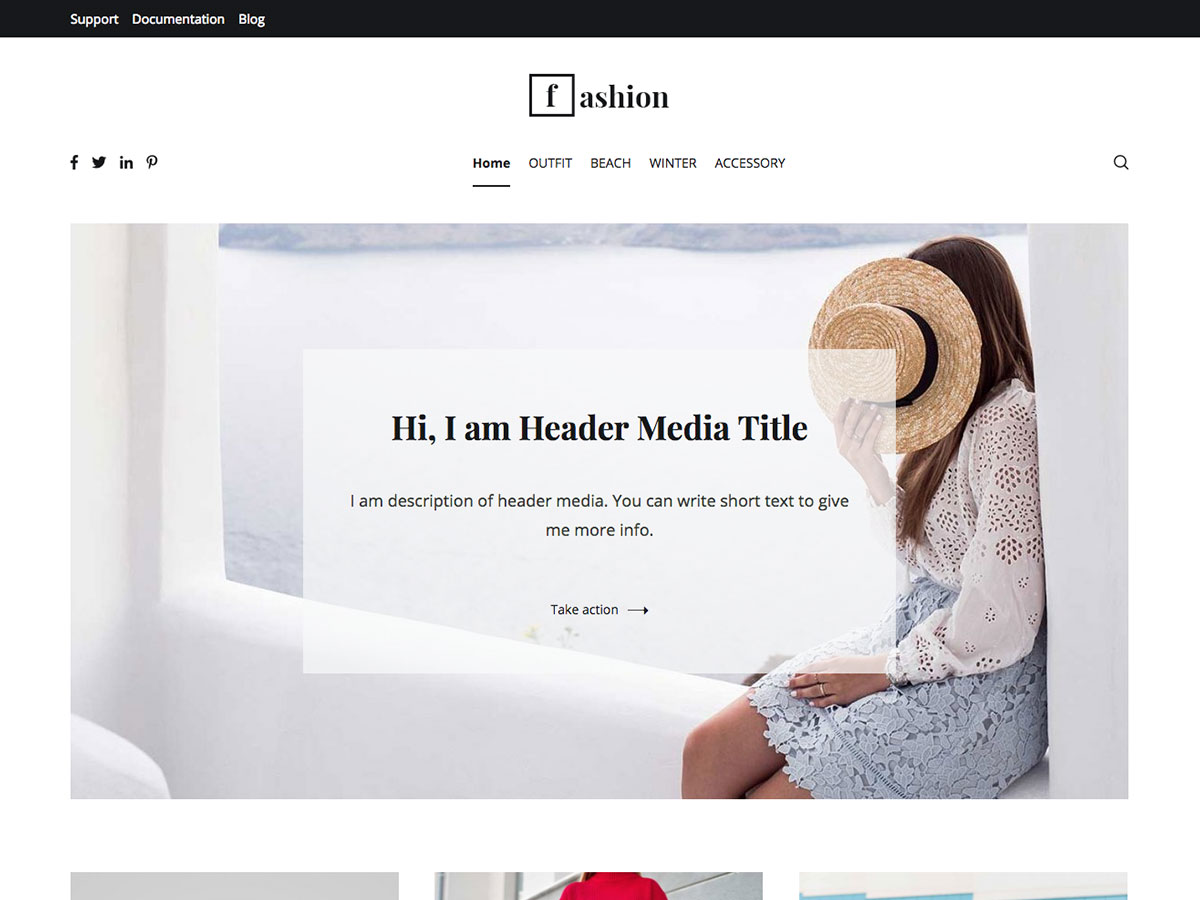 Support Documentation Blog
fashion
Home OUTFIT BEACH WINTER ACCESSORY
Hi, I am Header Media Title
I am description of header media. You can write short text to give
me more info.
Take action